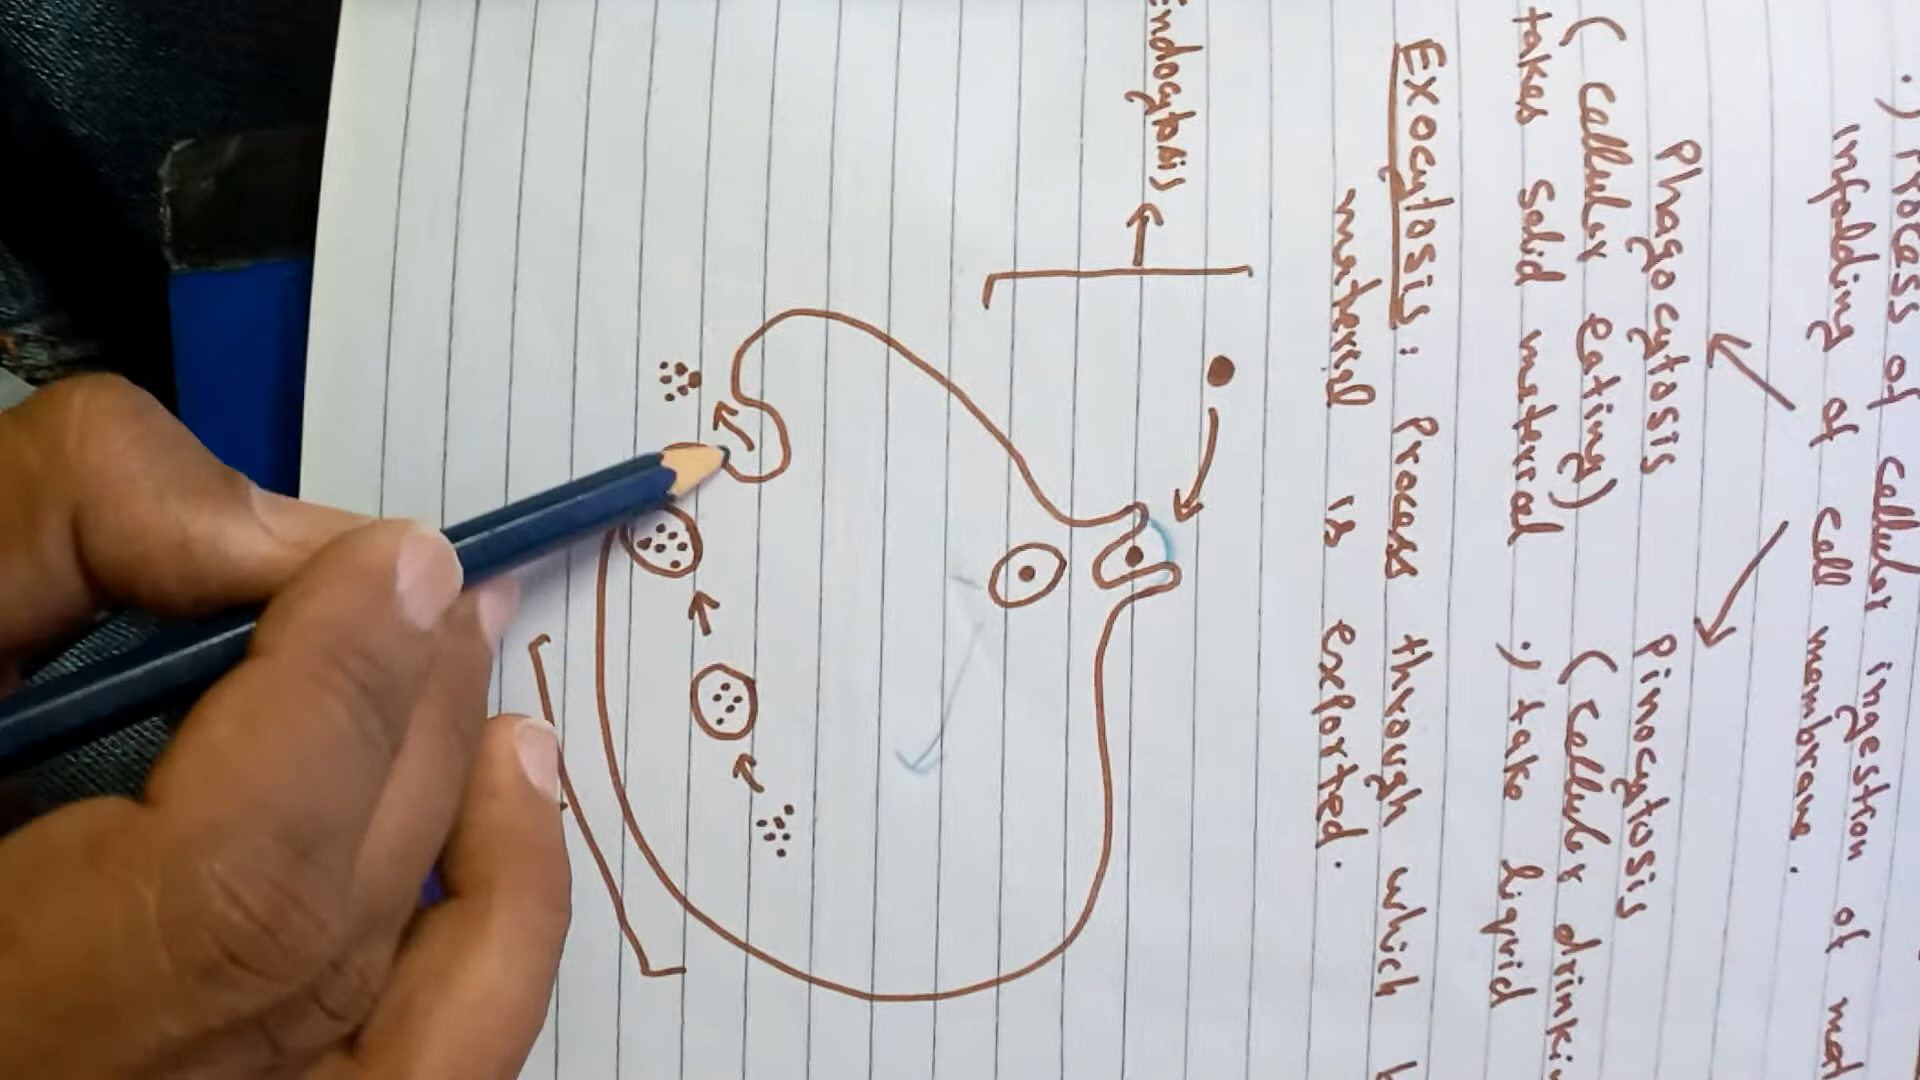 .) Process of cellular ingestion of mat
infolding of cell membrane.
Phagocytosis
(cellular eating)
takes solid material
Pinocytosis
(cellular drinki
.) take liquid
Exocytosis: Process through which
material is exported.
Endocytosis